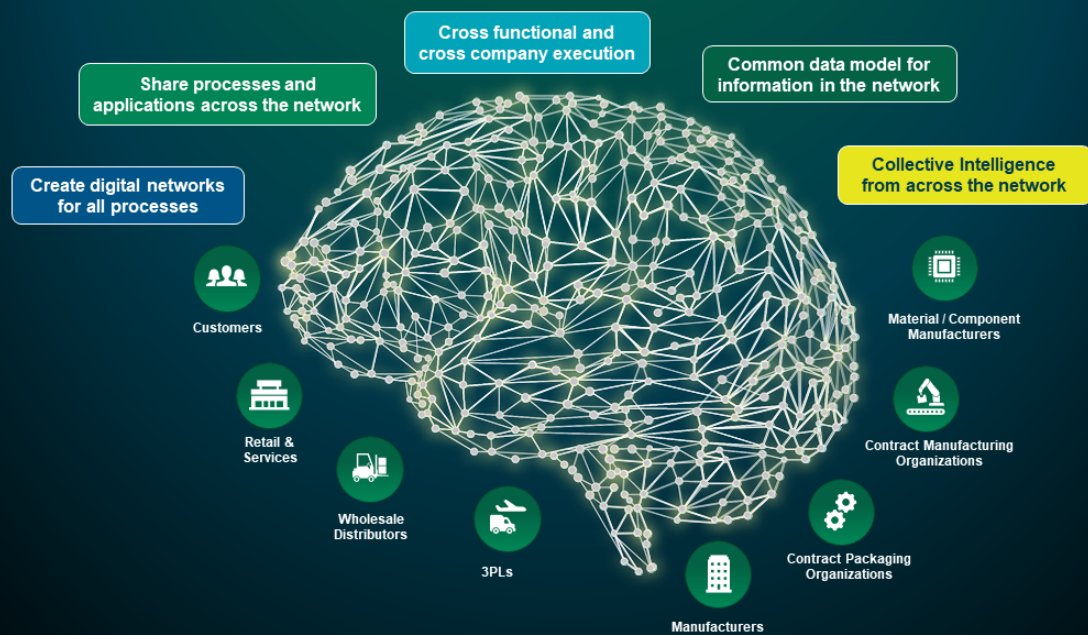 Cross functional and
cross company execution
Share processes and
applications across the network
Common data model for
information in the network
Create digital networks
for all processes
Collective Intelligence
from across the network
Customers
Retail &
Services
Wholesale
Distributors
3PLs
Manufacturers
Contract Packaging
Organizations
Contract Manufacturing
Organizations
Material / Component
Manufacturers